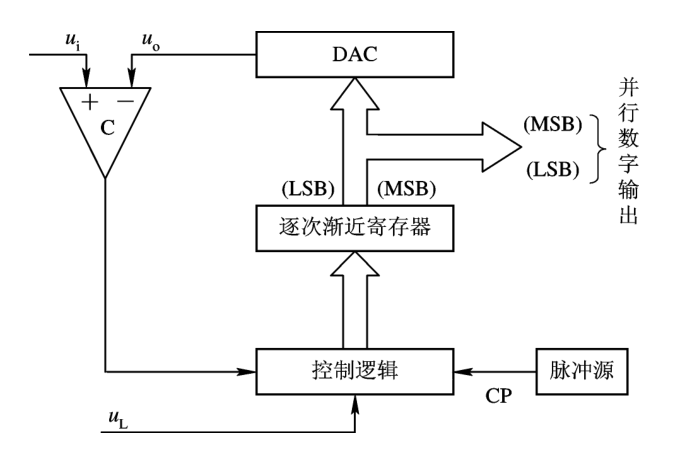 ui
uo
DAC
+
−
C
(MSB)
(LSB)
并行数字输出
(LSB)
(MSB)
逐次渐近寄存器
控制逻辑
脉冲源
CP
uL